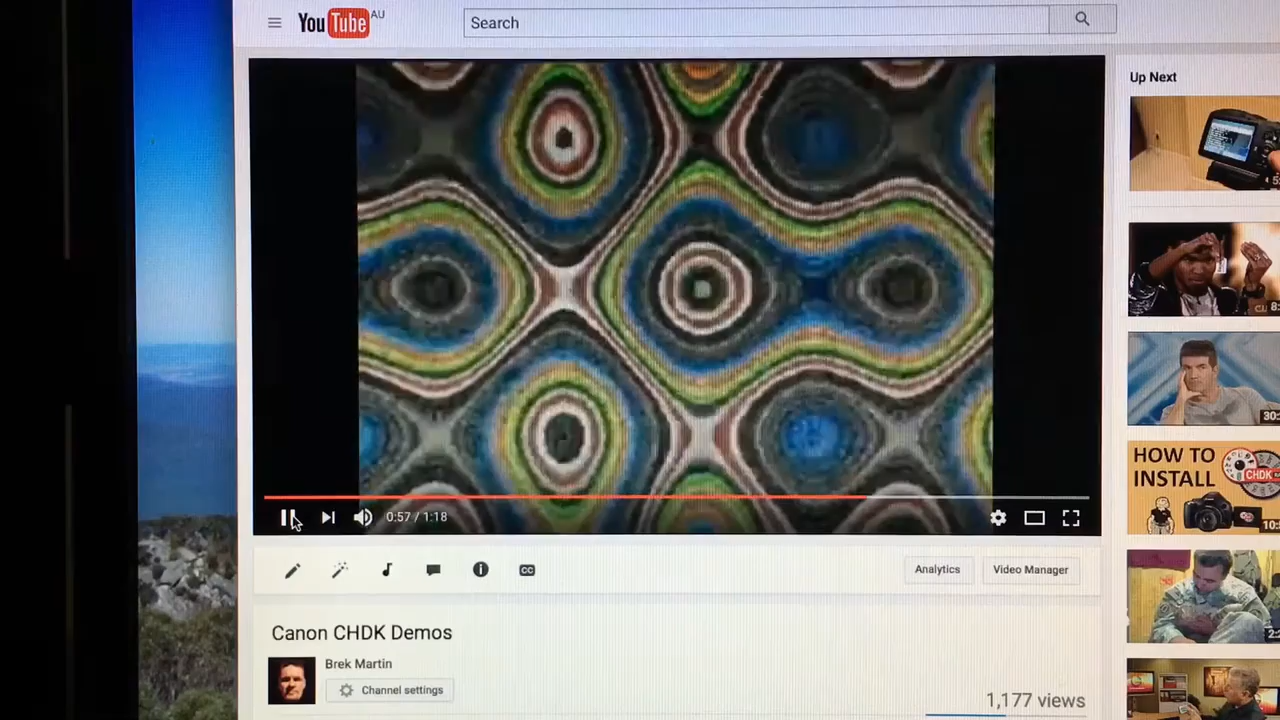 YouTube AU
Search
Up Next
0:57 / 1:18
HOW TO
INSTALL
CHDK
Analytics
Video Manager
Canon CHDK Demos
Brek Martin
Channel settings
1,177 views